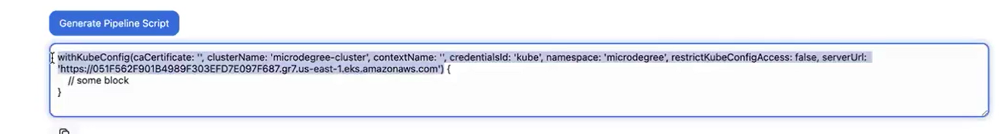 Generate Pipeline Script
withKubeConfig(caCertificate: '', clusterName: 'microdegree-cluster', contextName: '', credentialsId: 'kube', namespace: 'microdegree', restrictKubeConfigAccess: false, serverUrl:
'https://051F562F901B4989F303EFD7E097F687.gr7.us-east-1.eks.amazonaws.com') {
// some block
}